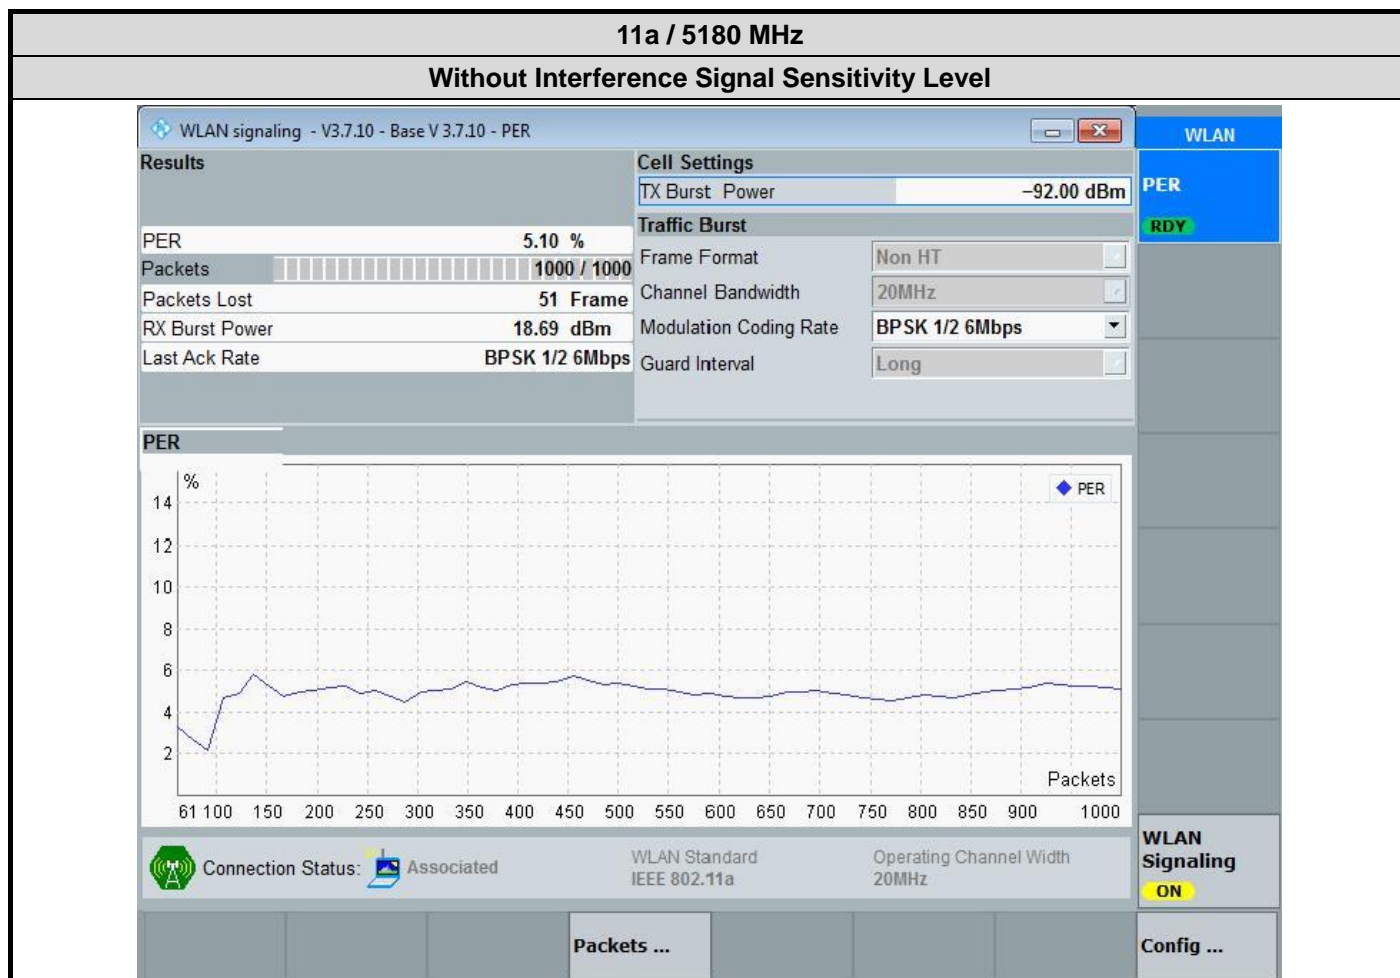 11a / 5180 MHz
Without Interference Signal Sensitivity Level
WLAN signaling - V3.7.10 - Base V 3.7.10 - PER
WLAN
Results
Cell Settings
TX Burst Power −92.00 dBm
PER
RDY
Traffic Burst
PER 5.10 %
Packets 1000 / 1000
Packets Lost 51 Frame
RX Burst Power 18.69 dBm
Last Ack Rate BPSK 1/2 6Mbps
Frame Format Non HT
Channel Bandwidth 20MHz
Modulation Coding Rate BPSK 1/2 6Mbps
Guard Interval Long
PER
%
PER
14
12
10
8
6
4
2
Packets
61 100 150 200 250 300 350 400 450 500 550 600 650 700 750 800 850 900 1000
Connection Status: Associated
WLAN Standard
IEEE 802.11a
Operating Channel Width
20MHz
WLAN
Signaling
ON
Packets ...
Config ...